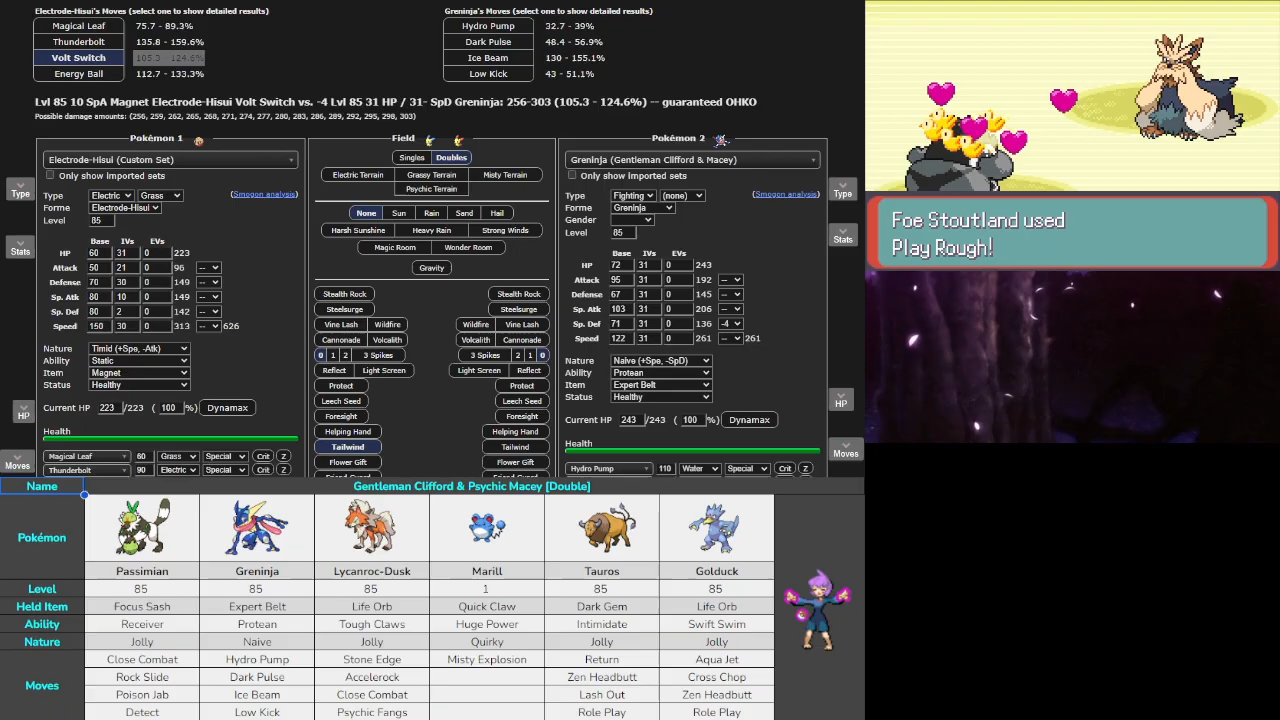 Electrode-Hisui's Moves (select one to show detailed results)
Greninja's Moves (select one to show detailed results)
Magical Leaf 75.7 - 89.3%
Hydro Pump 32.7 - 39%
Thunderbolt 135.8 - 159.6%
Dark Pulse 48.4 - 56.9%
Volt Switch 105.3 - 124.6%
Ice Beam 130 - 155.1%
Energy Ball 112.7 - 133.3%
Low Kick 43 - 51.1%
Lvl 85 10 SpA Magnet Electrode-Hisui Volt Switch vs. -4 Lvl 85 31 HP / 31- SpD Greninja: 256-303 (105.3 - 124.6%) -- guaranteed OHKO
Possible damage amounts: (256, 259, 262, 265, 268, 271, 274, 277, 280, 283, 286, 289, 292, 295, 298, 303)
Pokémon 1
Electrode-Hisui (Custom Set)
Only show imported sets
Type Electric Grass (Smogon analysis)
Forme Electrode-Hisui
Level 85
Base IVs EVs
HP 60 31 0 223
Attack 50 21 0 96 --
Defense 70 30 0 149 --
Sp. Atk 80 10 0 149 --
Sp. Def 80 2 0 142 --
Speed 150 30 0 313 -- 626
Nature Timid (+Spe, -Atk)
Ability Static
Item Magnet
Status Healthy
Current HP 223 /223 ( 100 %) Dynamax
Health
Magical Leaf 60 Grass Special Crit Z
Thunderbolt 90 Electric Special Crit Z
Type
Stats
HP
Moves
Field
Singles Doubles
Electric Terrain Grassy Terrain Misty Terrain
Psychic Terrain
None Sun Rain Sand Hail
Harsh Sunshine Heavy Rain Strong Winds
Magic Room Wonder Room
Gravity
Stealth Rock Stealth Rock
Steelsurge Steelsurge
Vine Lash Wildfire Wildfire Vine Lash
Cannonade Volcalith Volcalith Cannonade
0 1 2 3 Spikes 3 Spikes 2 1 0
Reflect Light Screen Light Screen Reflect
Protect Protect
Leech Seed Leech Seed
Foresight Foresight
Helping Hand Helping Hand
Tailwind Tailwind
Flower Gift Flower Gift
Pokémon 2
Greninja (Gentleman Clifford & Macey)
Only show imported sets
Type Fighting (none) (Smogon analysis)
Forme Greninja
Gender
Level 85
Base IVs EVs
HP 72 31 0 243
Attack 95 31 0 192 --
Defense 67 31 0 145 --
Sp. Atk 103 31 0 206 --
Sp. Def 71 31 0 136 -4
Speed 122 31 0 261 -- 261
Nature Naive (+Spe, -SpD)
Ability Protean
Item Expert Belt
Status Healthy
Current HP 243 /243 ( 100 %) Dynamax
Health
Hydro Pump 110 Water Special Crit Z
Type
Stats
HP
Moves
Foe Stoutland used
Play Rough!
Name Gentleman Clifford & Psychic Macey [Double]
Pokémon Passimian Greninja Lycanroc-Dusk Marill Tauros Golduck
Level 85 85 85 1 85 85
Held Item Focus Sash Expert Belt Life Orb Quick Claw Dark Gem Life Orb
Ability Receiver Protean Tough Claws Huge Power Intimidate Swift Swim
Nature Jolly Naive Jolly Quirky Jolly Jolly
Moves
Close Combat Hydro Pump Stone Edge Misty Explosion Return Aqua Jet
Rock Slide Dark Pulse Accelerock Zen Headbutt Cross Chop
Poison Jab Ice Beam Close Combat Lash Out Zen Headbutt
Detect Low Kick Psychic Fangs Role Play Role Play